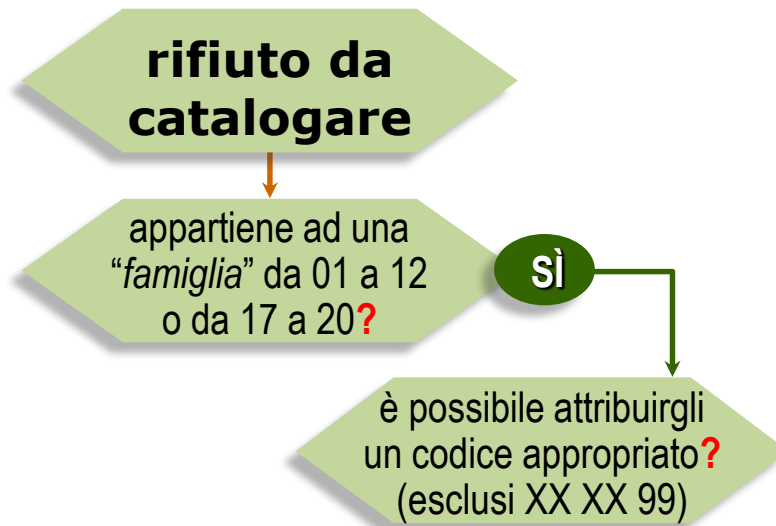 rifiuto da
catalogare
appartiene ad una
“famiglia” da 01 a 12
o da 17 a 20?
SÌ
è possibile attribuirgli
un codice appropriato?
(esclusi XX XX 99)